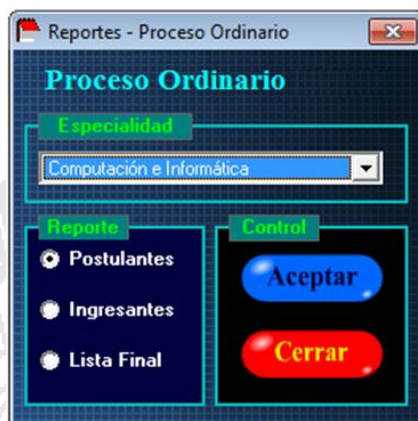 Reportes - Proceso Ordinario
Proceso Ordinario
Especialidad
Computación e Informática
Reporte
Postulantes
Ingresantes
Lista Final
Control
Aceptar
Cerrar